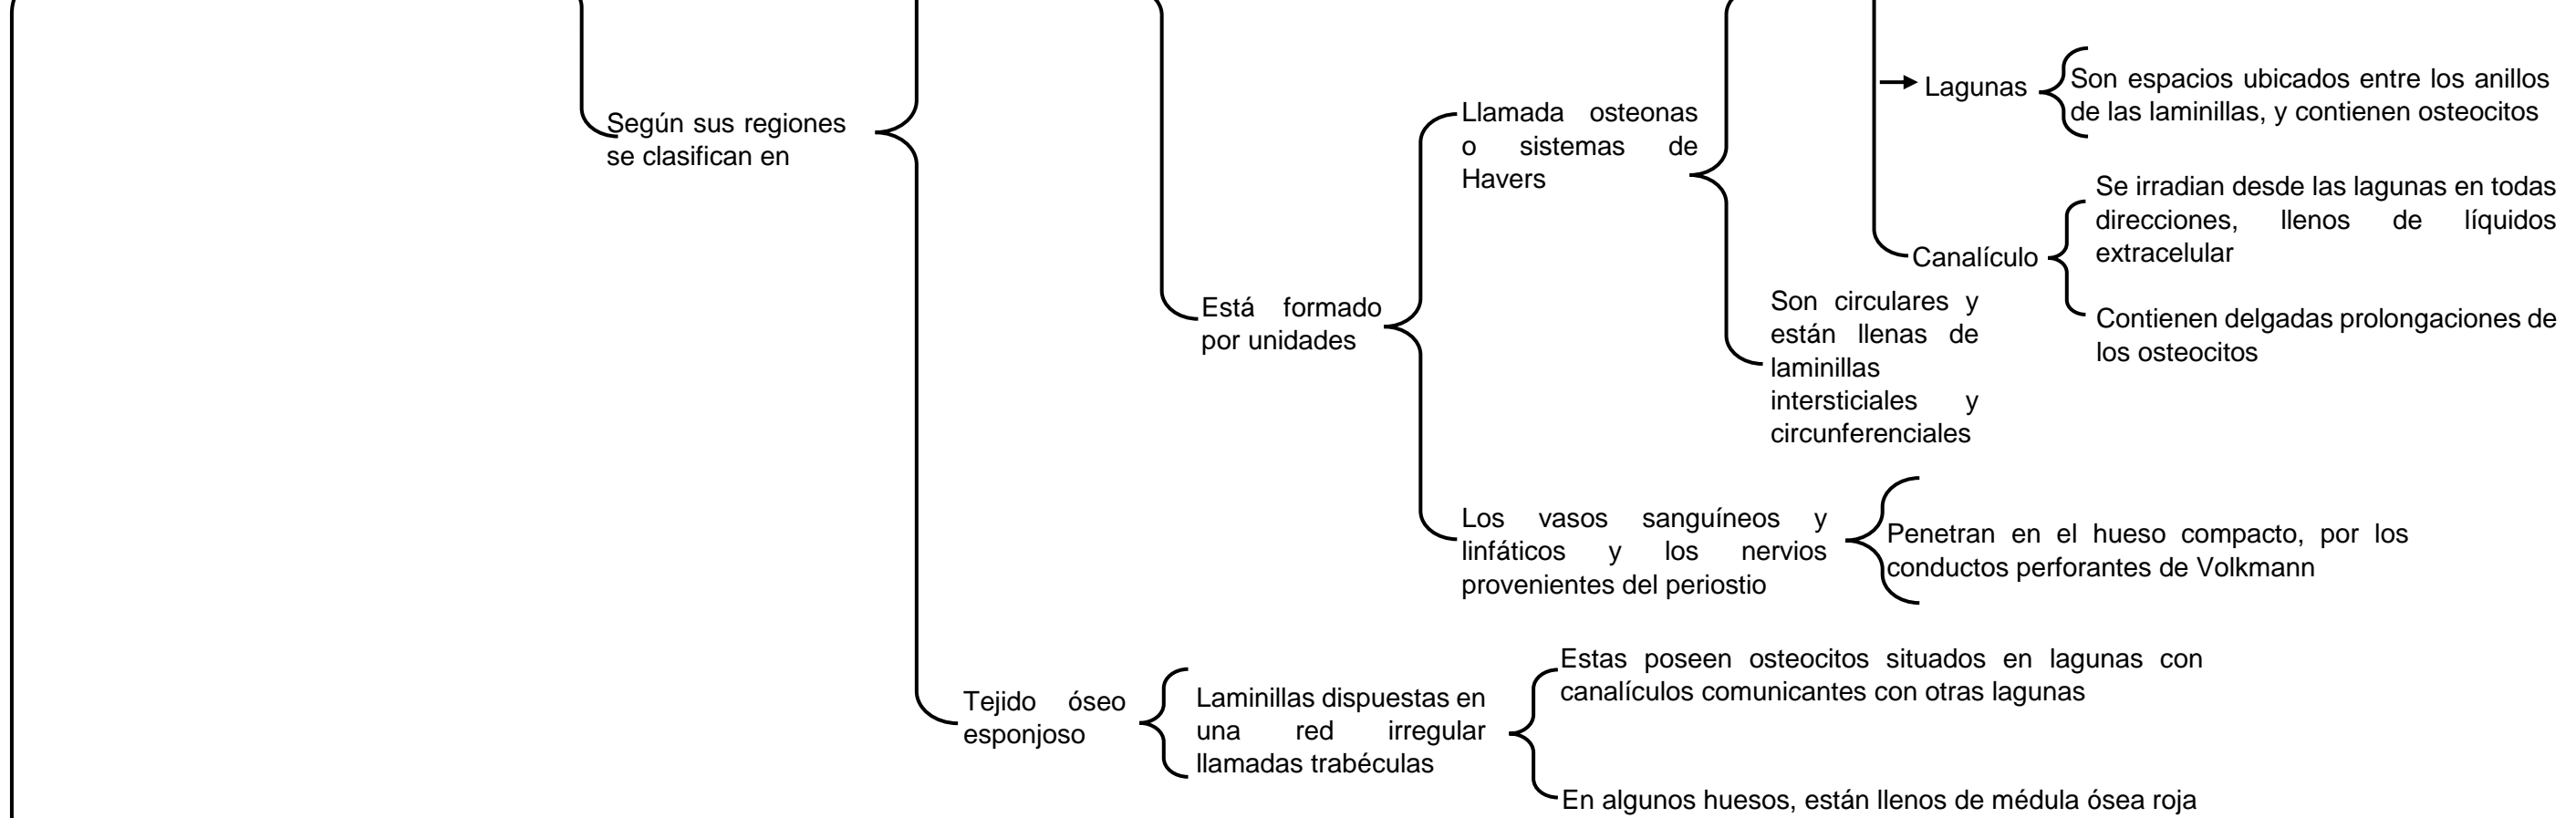 Según sus regiones
se clasifican en
Está formado
por unidades
Llamada osteonas
o sistemas de
Havers
Lagunas
Son espacios ubicados entre los anillos
de las laminillas, y contienen osteocitos
Canalículo
Se irradian desde las lagunas en todas
direcciones, llenos de líquidos
extracelular
Contienen delgadas prolongaciones de
los osteocitos
Son circulares y
están llenas de
laminillas
intersticiales y
circunferenciales
Los vasos sanguíneos y
linfáticos y los nervios
provenientes del periostio
Penetran en el hueso compacto, por los
conductos perforantes de Volkmann
Tejido óseo
esponjoso
Laminillas dispuestas en
una red irregular
llamadas trabéculas
Estas poseen osteocitos situados en lagunas con
canalículos comunicantes con otras lagunas
En algunos huesos, están llenos de médula ósea roja